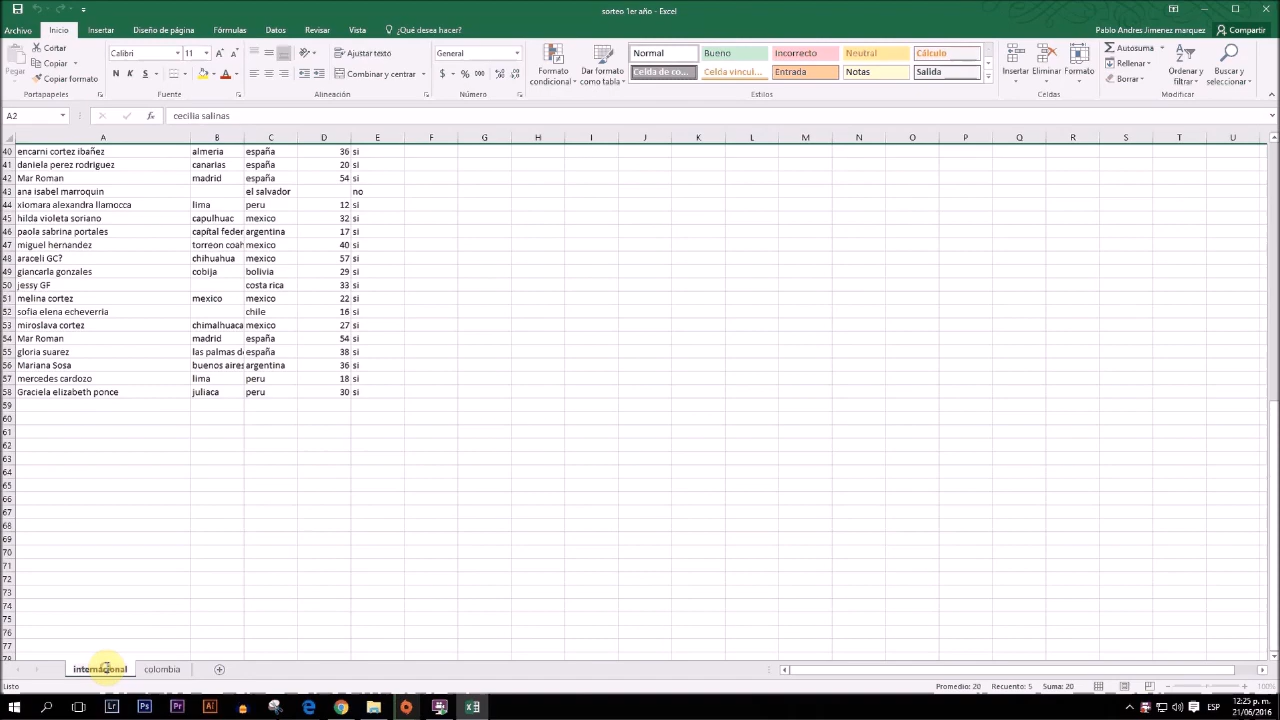 sorteo 1er año - Excel
Archivo Inicio Insertar Diseño de página Fórmulas Datos Revisar Vista ¿Qué desea hacer? Pablo Andres Jimenez marquez Compartir
Cortar Calibri 11 Ajustar texto General Normal Bueno Incorrecto Neutral Cálculo Autosuma
Copiar Rellenar
Pegar Copiar formato N K S Combinar y centrar $ % 000 Formato condicional Dar formato como tabla Celda de co... Celda vincul... Entrada Notas Salida Insertar Eliminar Formato Borrar Ordenar y filtrar Buscar y seleccionar
Portapapeles Fuente Alineación Número Estilos Celdas Modificar
A2 fx cecilia salinas
A B C D E F G H I J K L M N O P Q R S T U
40 encarni cortez ibañez almeria españa 36 si
41 daniela perez rodriguez canarias españa 20 si
42 Mar Roman madrid españa 54 si
43 ana isabel marroquin el salvador no
44 xiomara alexandra llamocca lima peru 12 si
45 hilda violeta soriano capulhuac mexico 32 si
46 paola sabrina portales capítal feder argentina 17 si
47 miguel hernandez torreon coah mexico 40 si
48 araceli GC? chihuahua mexico 57 si
49 giancarla gonzales cobija bolivia 29 si
50 jessy GF costa rica 33 si
51 melina cortez mexico mexico 22 si
52 sofia elena echeverria chile 16 si
53 miroslava cortez chimalhuaca mexico 27 si
54 Mar Roman madrid españa 54 si
55 gloria suarez las palmas de españa 38 si
56 Mariana Sosa buenos aires argentina 36 si
57 mercedes cardozo lima peru 18 si
58 Graciela elizabeth ponce juliaca peru 30 si
59
60
61
62
63
64
65
66
67
68
69
70
71
72
73
74
75
76
77
internacional colombia
Listo Promedio: 20 Recuento: 5 Suma: 20 100%
Lr Ps Pr Ai ESP 12:25 p. m.
21/06/2016